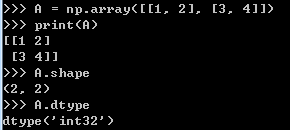 >>> A = np.array([[1, 2], [3, 4]])
>>> print(A)
[[1 2]
 [3 4]]
>>> A.shape
(2, 2)
>>> A.dtype
dtype('int32')